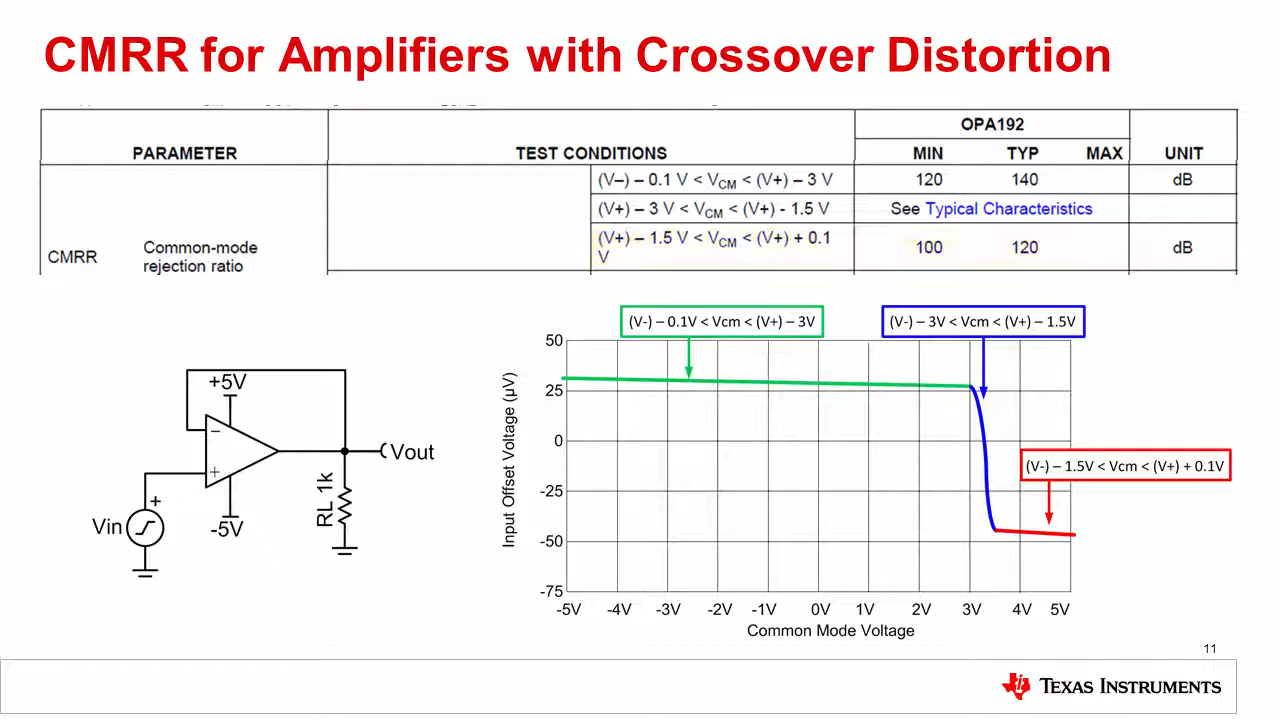 CMRR for Amplifiers with Crossover Distortion
OPA192
PARAMETER TEST CONDITIONS MIN TYP MAX UNIT
(V–) – 0.1 V < VCM < (V+) – 3 V 120 140 dB
(V+) – 3 V < VCM < (V+) - 1.5 V See Typical Characteristics
CMRR Common-mode rejection ratio
(V+) – 1.5 V < VCM < (V+) + 0.1
V
100 120 dB
(V-) – 0.1V < Vcm < (V+) – 3V
(V-) – 3V < Vcm < (V+) – 1.5V
(V-) – 1.5V < Vcm < (V+) + 0.1V
+5V
−
+
Vout
RL 1k
-5V
+
Vin
Input Offset Voltage (µV)
50
25
0
-25
-50
-75
-5V -4V -3V -2V -1V 0V 1V 2V 3V 4V 5V
Common Mode Voltage
11
TEXAS INSTRUMENTS